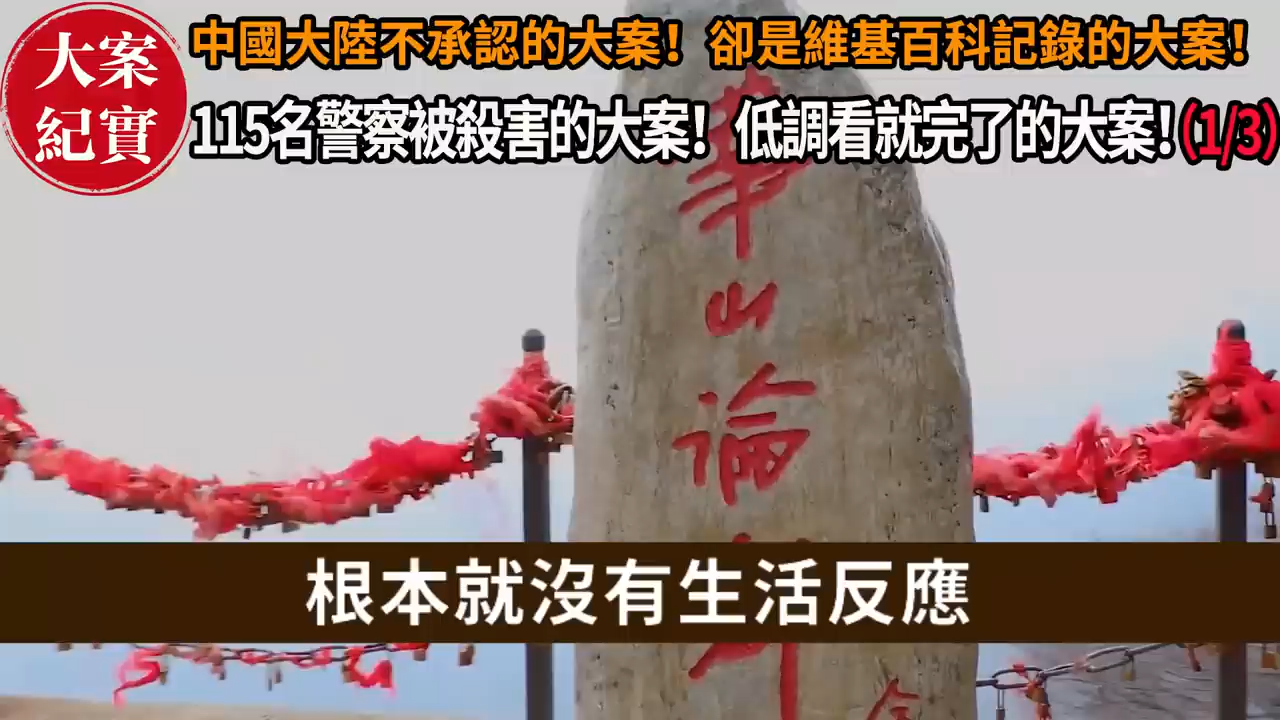 大案
紀實
中國大陸不承認的大案！卻是維基百科記錄的大案！
115名警察被殺害的大案！低調看就完了的大案！(1/3)
華山論
根本就沒有生活反應